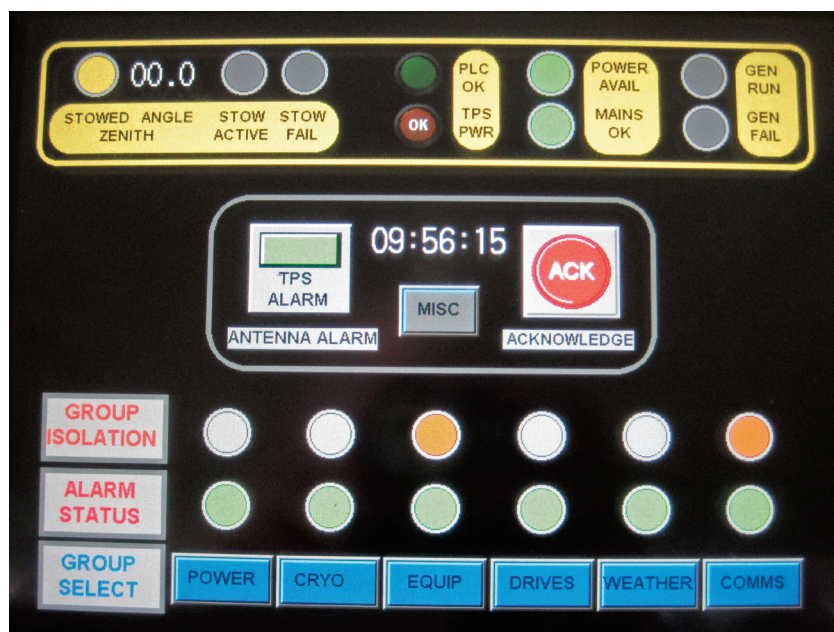 00.0
STOWED ANGLE
ZENITH
STOW
ACTIVE
STOW
FAIL
PLC
OK
OK
TPS
PWR
POWER
AVAIL
MAINS
OK
GEN
RUN
GEN
FAIL
09:56:15
TPS
ALARM
ANTENNA ALARM
MISC
ACK
ACKNOWLEDGE
GROUP
ISOLATION
ALARM
STATUS
GROUP
SELECT
POWER
CRYO
EQUIP
DRIVES
WEATHER
COMMS